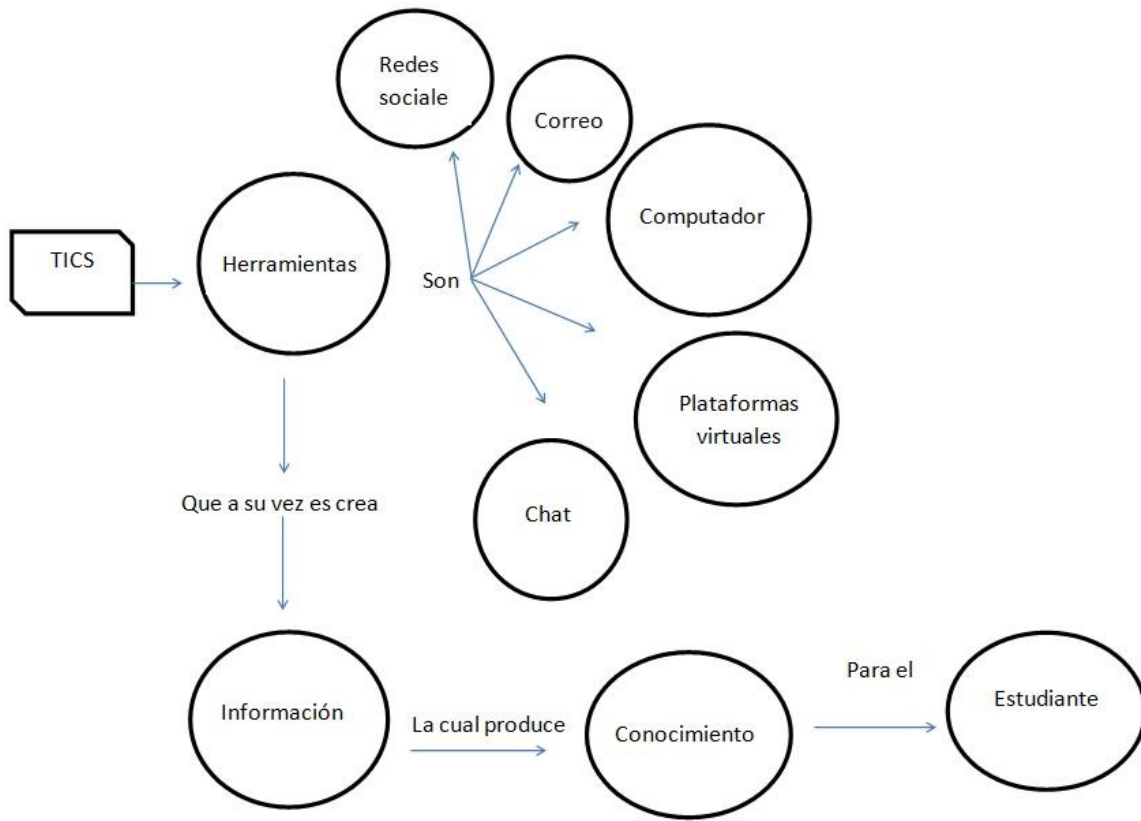 Redes
sociale
Correo
Computador
TICS
Herramientas
Son
Plataformas
virtuales
Que a su vez es crea
Chat
Información
La cual produce
Conocimiento
Para el
Estudiante